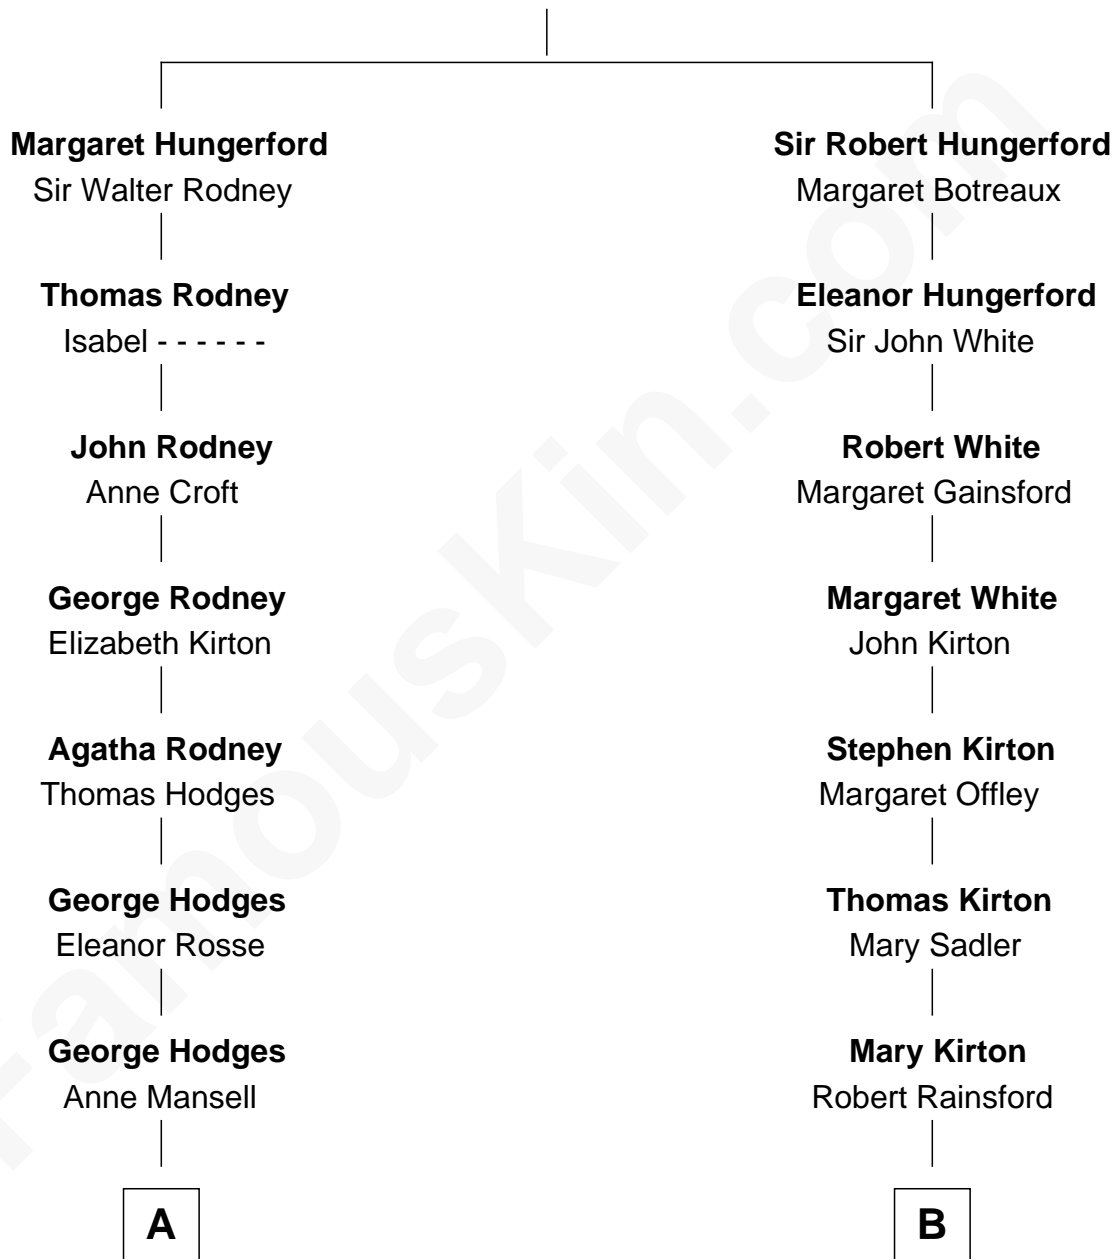 Margaret Hungerford
Sir Walter Rodney
Thomas Rodney
Isabel - - - - - -
John Rodney
Anne Croft
George Rodney
Elizabeth Kirton
Agatha Rodney
Thomas Hodges
George Hodges
Eleanor Rosse
George Hodges
Anne Mansell
A
Sir Robert Hungerford
Margaret Botreaux
Eleanor Hungerford
Sir John White
Robert White
Margaret Gainsford
Margaret White
John Kirton
Stephen Kirton
Margaret Offley
Thomas Kirton
Mary Sadler
Mary Kirton
Robert Rainsford
B
FamousKin.com